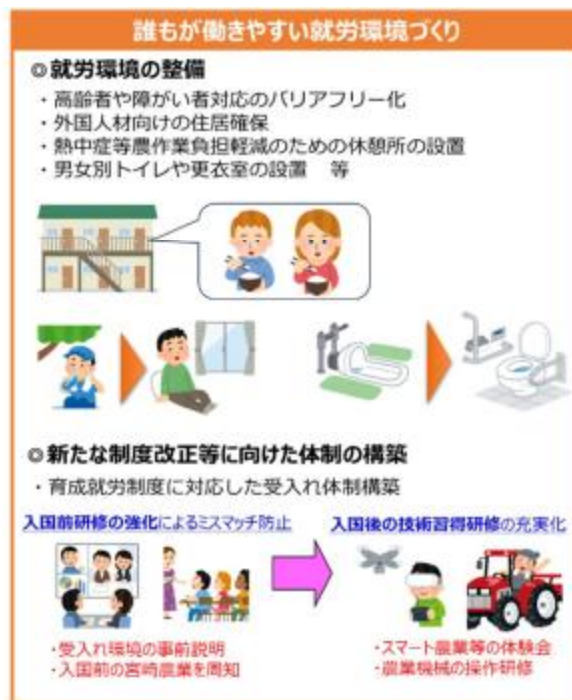 誰もが働きやすい就労環境づくり
◎就労環境の整備
・高齢者や障がい者対応のバリアフリー化
・外国人材向けの住居確保
・熱中症等農作業負担軽減のための休憩所の設置
・男女別トイレや更衣室の設置　等
◎新たな制度改正等に向けた体制の構築
・育成就労制度に対応した受入れ体制構築
入国前研修の強化によるミスマッチ防止
入国後の技術習得研修の充実化
・受入れ環境の事前説明
・入国前の宮崎農業を周知
・スマート農業等の体験会
・農業機械の操作研修